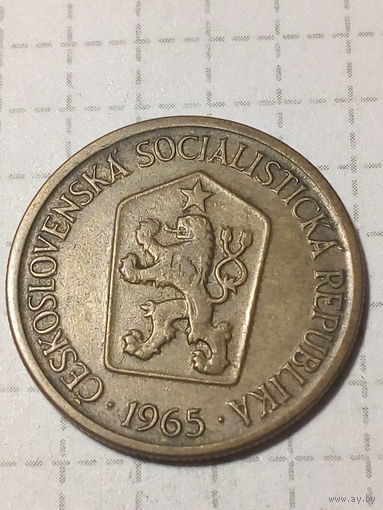 ČESKOSLOVENSKÁ SOCIALISTICKÁ REPUBLIKA
· 1965 ·
www.ay.by